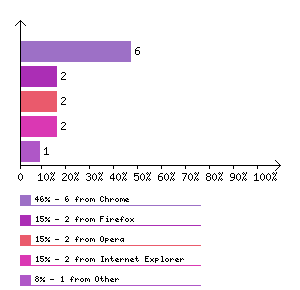 6
2
2
2
1
0 10% 20% 30% 40% 50% 60% 70% 80% 90% 100%
46% - 6 from Chrome
15% - 2 from Firefox
15% - 2 from Opera
15% - 2 from Internet Explorer
8% - 1 from Other